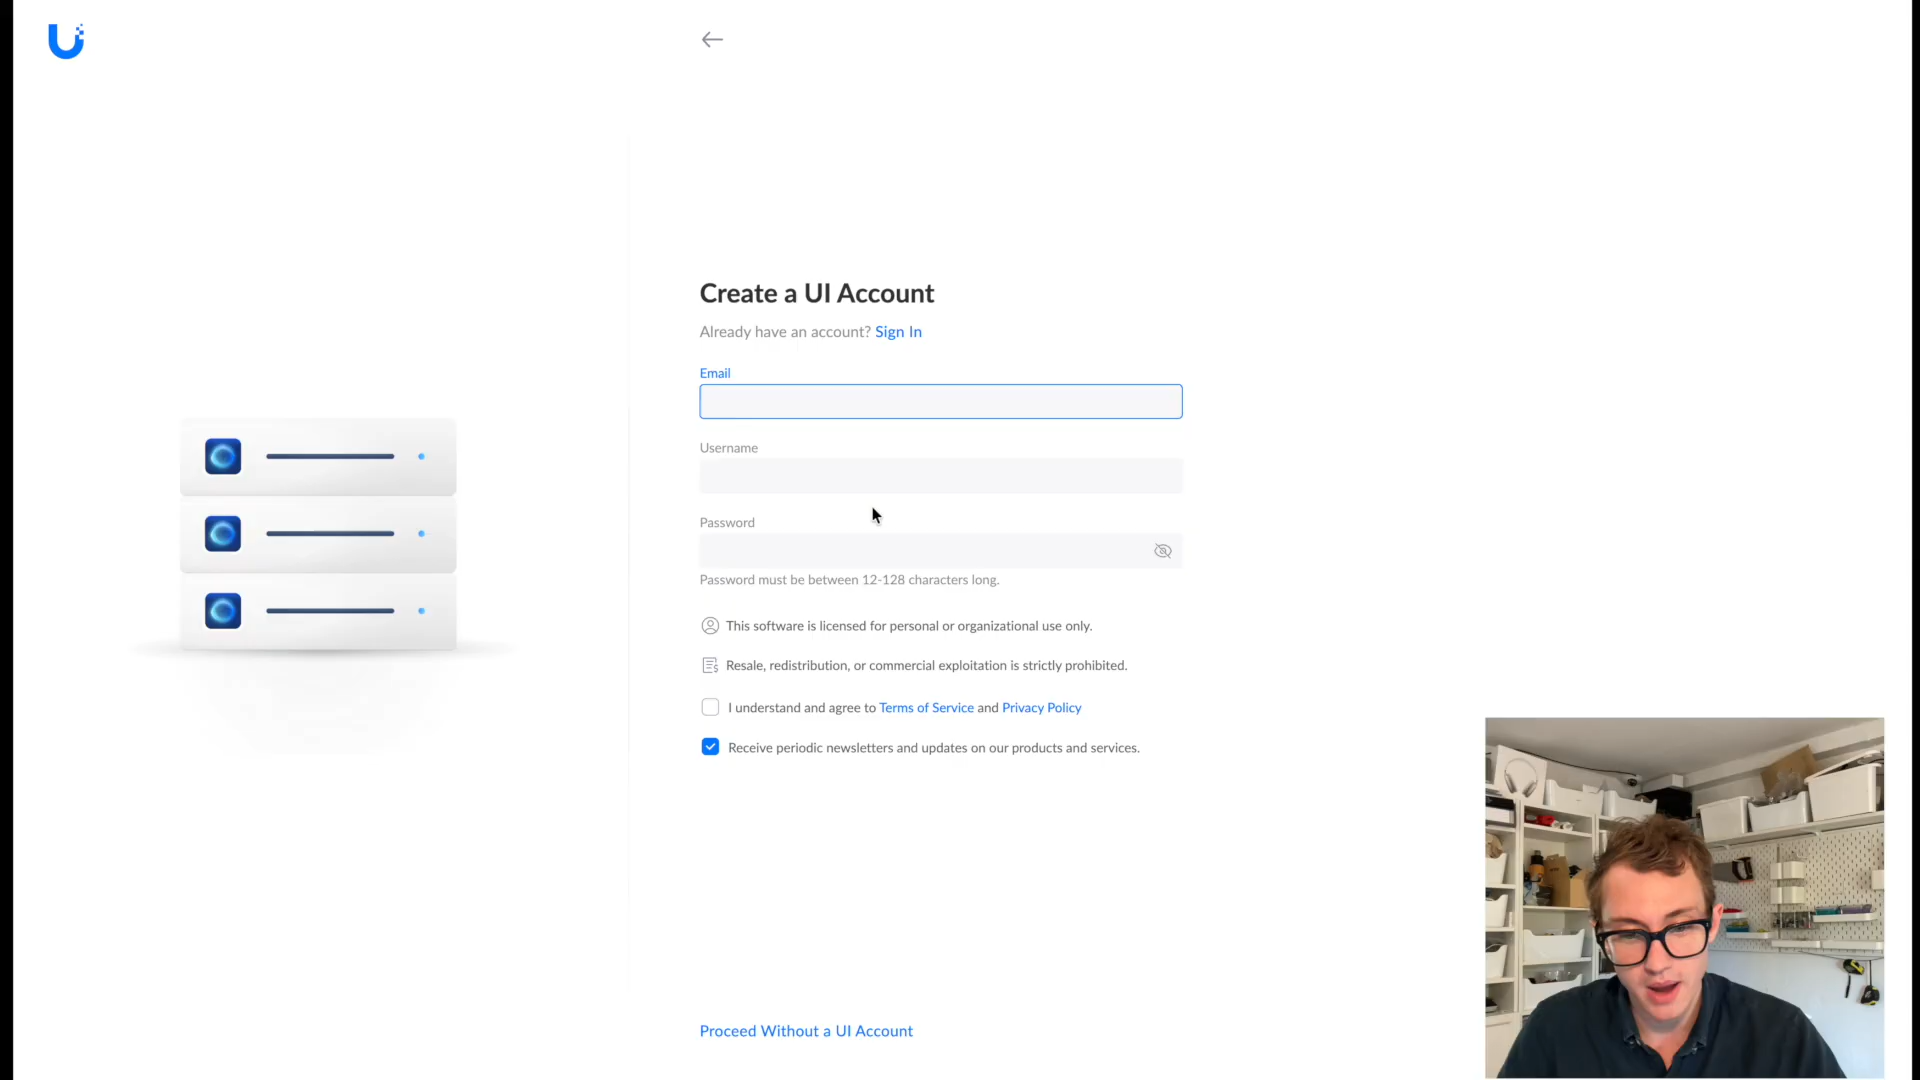 Create a UI Account
Already have an account? Sign In
Email
Username
Password
Password must be between 12-128 characters long.
This software is licensed for personal or organizational use only.
Resale, redistribution, or commercial exploitation is strictly prohibited.
I understand and agree to Terms of Service and Privacy Policy
Receive periodic newsletters and updates on our products and services.
Proceed Without a UI Account